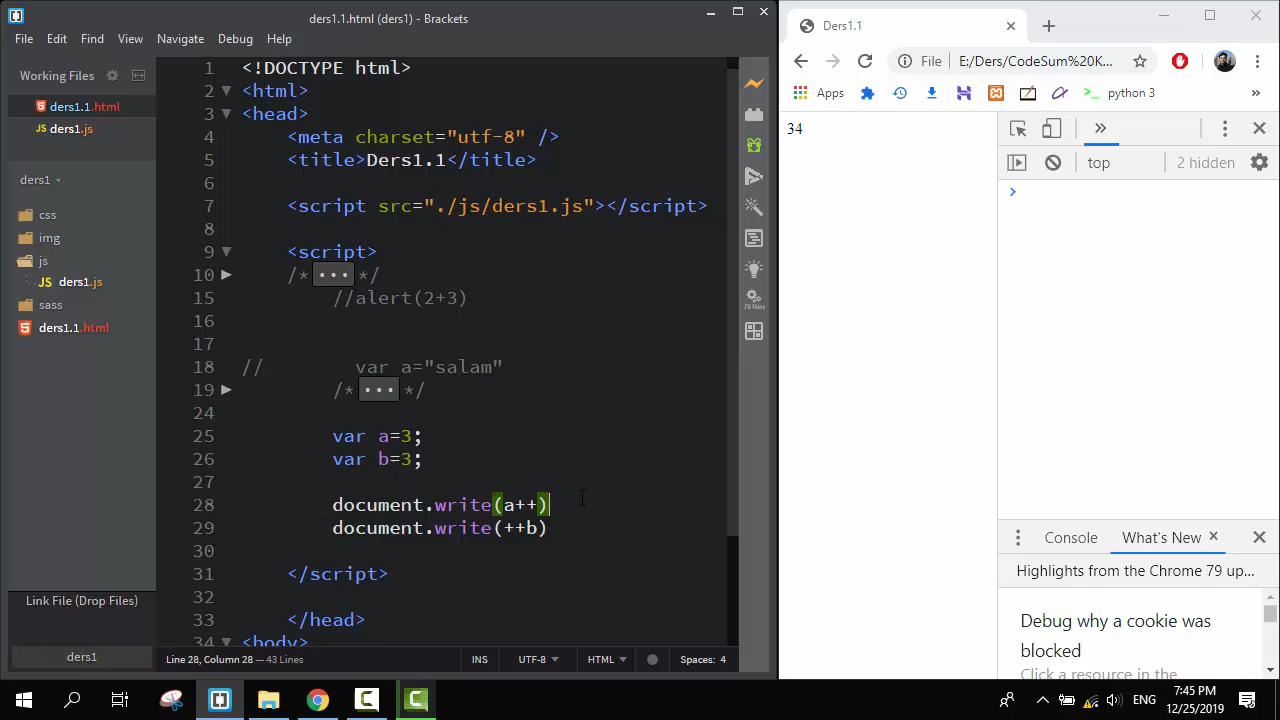 ders1.1.html (ders1) - Brackets
File Edit Find View Navigate Debug Help
Working Files
ders1.1.html
ders1.js
ders1
css
img
js
ders1.js
sass
ders1.1.html
Link File (Drop Files)
ders1
1 <!DOCTYPE html>
2 <html>
3 <head>
4 <meta charset="utf-8" />
5 <title>Ders1.1</title>
6
7 <script src="./js/ders1.js"></script>
8
9 <script>
10 /* ... */
15 //alert(2+3)
16
17
18 // var a="salam"
19 /* ... */
24
25 var a=3;
26 var b=3;
27
28 document.write(a++)
29 document.write(++b)
30
31 </script>
32
33 </head>
34 <body>
JS Hint
Line 28, Column 28 — 43 Lines
INS UTF-8 HTML Spaces: 4
Ders1.1
File E:/Ders/CodeSum%20K...
Apps python 3 »
34
» 
top 2 hidden
Console What's New
Highlights from the Chrome 79 up...
Debug why a cookie was
blocked
Click a resource in the
ENG
7:45 PM
12/25/2019